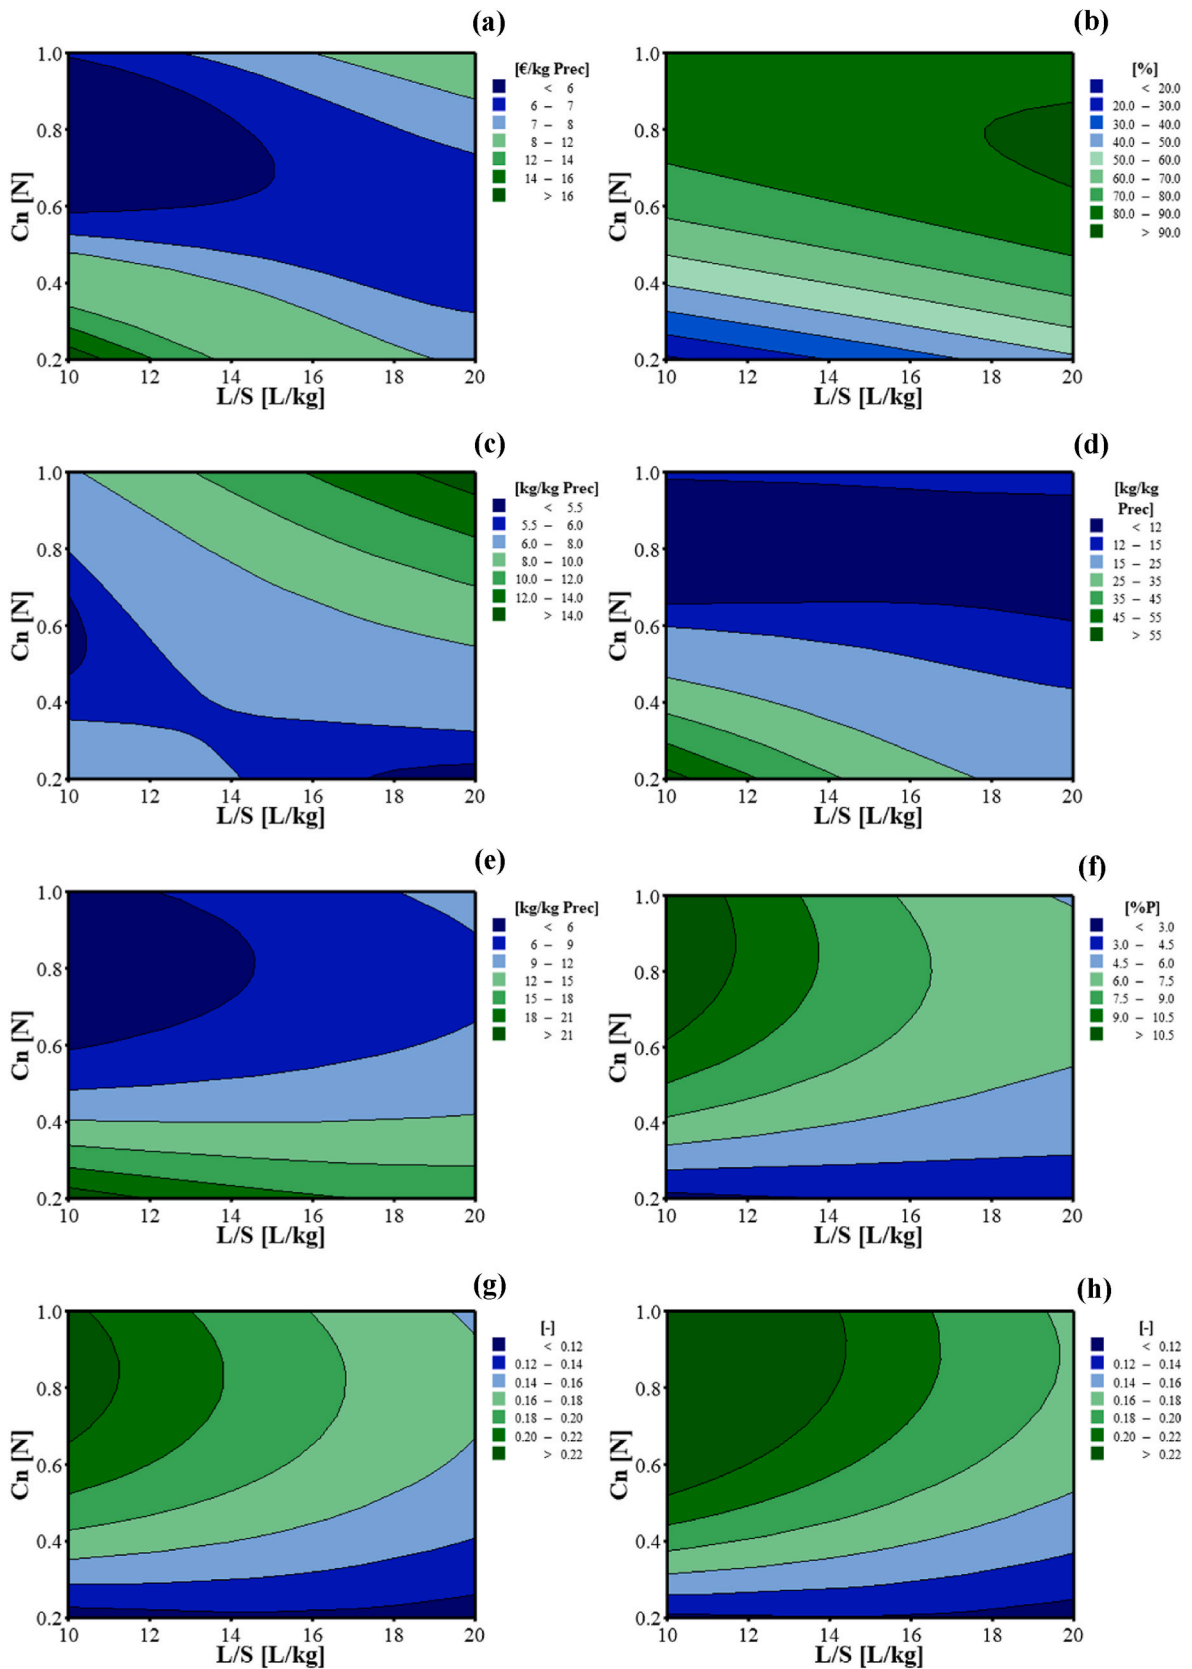 (a)
[€/kg Prec]
< 6
6 – 7
7 – 8
8 – 12
12 – 14
14 – 16
> 16
Cn [N]
1.0
0.8
0.6
0.4
0.2
10 12 14 16 18 20
L/S [L/kg]
(b)
[%]
< 20.0
20.0 – 30.0
30.0 – 40.0
40.0 – 50.0
50.0 – 60.0
60.0 – 70.0
70.0 – 80.0
80.0 – 90.0
> 90.0
Cn [N]
1.0
0.8
0.6
0.4
0.2
10 12 14 16 18 20
L/S [L/kg]
(c)
[kg/kg Prec]
< 5.5
5.5 – 6.0
6.0 – 8.0
8.0 – 10.0
10.0 – 12.0
12.0 – 14.0
> 14.0
Cn [N]
1.0
0.8
0.6
0.4
0.2
10 12 14 16 18 20
L/S [L/kg]
(d)
[kg/kg
Prec]
< 12
12 – 15
15 – 25
25 – 35
35 – 45
45 – 55
> 55
Cn [N]
1.0
0.8
0.6
0.4
0.2
10 12 14 16 18 20
L/S [L/kg]
(e)
[kg/kg Prec]
< 6
6 – 9
9 – 12
12 – 15
15 – 18
18 – 21
> 21
Cn [N]
1.0
0.8
0.6
0.4
0.2
10 12 14 16 18 20
L/S [L/kg]
(f)
[%P]
< 3.0
3.0 – 4.5
4.5 – 6.0
6.0 – 7.5
7.5 – 9.0
9.0 – 10.5
> 10.5
Cn [N]
1.0
0.8
0.6
0.4
0.2
10 12 14 16 18 20
L/S [L/kg]
(g)
[-]
< 0.12
0.12 – 0.14
0.14 – 0.16
0.16 – 0.18
0.18 – 0.20
0.20 – 0.22
> 0.22
Cn [N]
1.0
0.8
0.6
0.4
0.2
10 12 14 16 18 20
L/S [L/kg]
(h)
[-]
< 0.12
0.12 – 0.14
0.14 – 0.16
0.16 – 0.18
0.18 – 0.20
0.20 – 0.22
> 0.22
Cn [N]
1.0
0.8
0.6
0.4
0.2
10 12 14 16 18 20
L/S [L/kg]